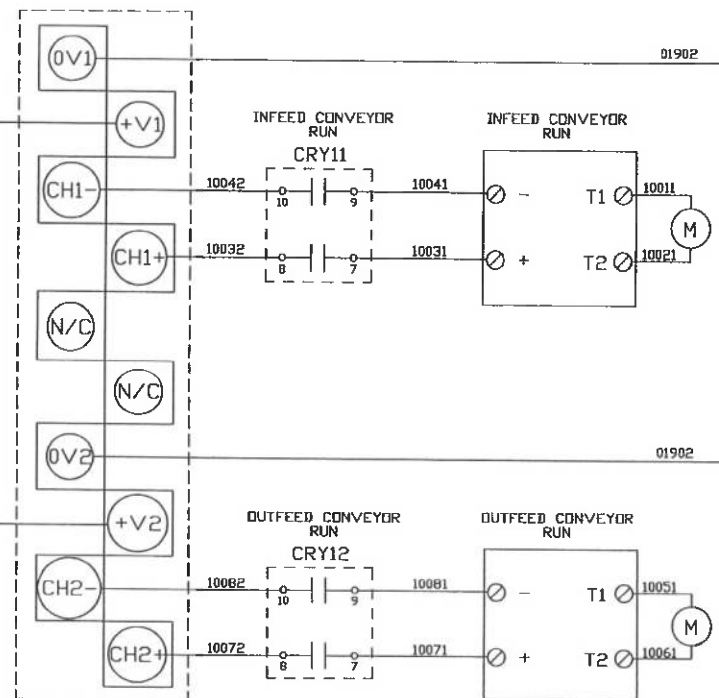 0V1
01902
+V1
INFEED CONVEYOR
RUN
CRY11
INFEED CONVEYOR
RUN
CH1-
10042
10
9
10041
-
T1
10011
M
CH1+
10032
8
7
10031
+
T2
10021
N/C
N/C
0V2
01902
+V2
OUTFEED CONVEYOR
RUN
CRY12
OUTFEED CONVEYOR
RUN
CH2-
10082
10
9
10081
-
T1
10051
M
CH2+
10072
8
7
10071
+
T2
10061